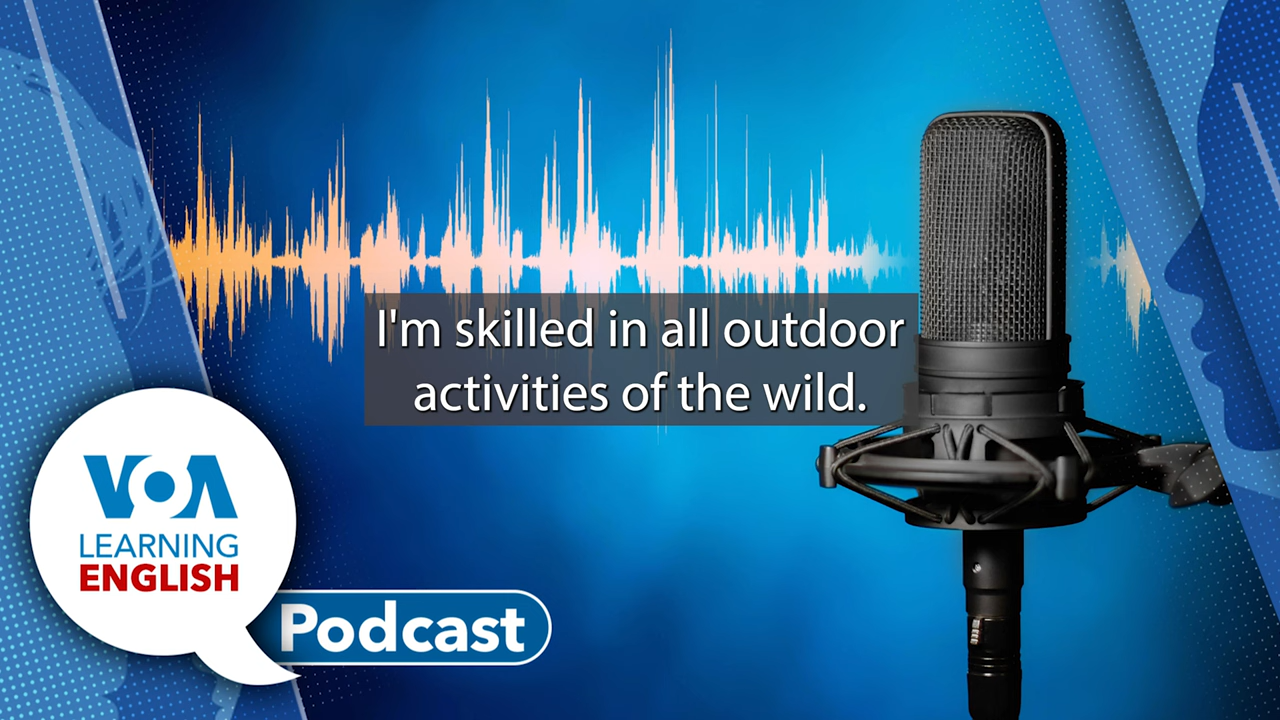 I'm skilled in all outdoor
activities of the wild.
VOA
LEARNING
ENGLISH
Podcast